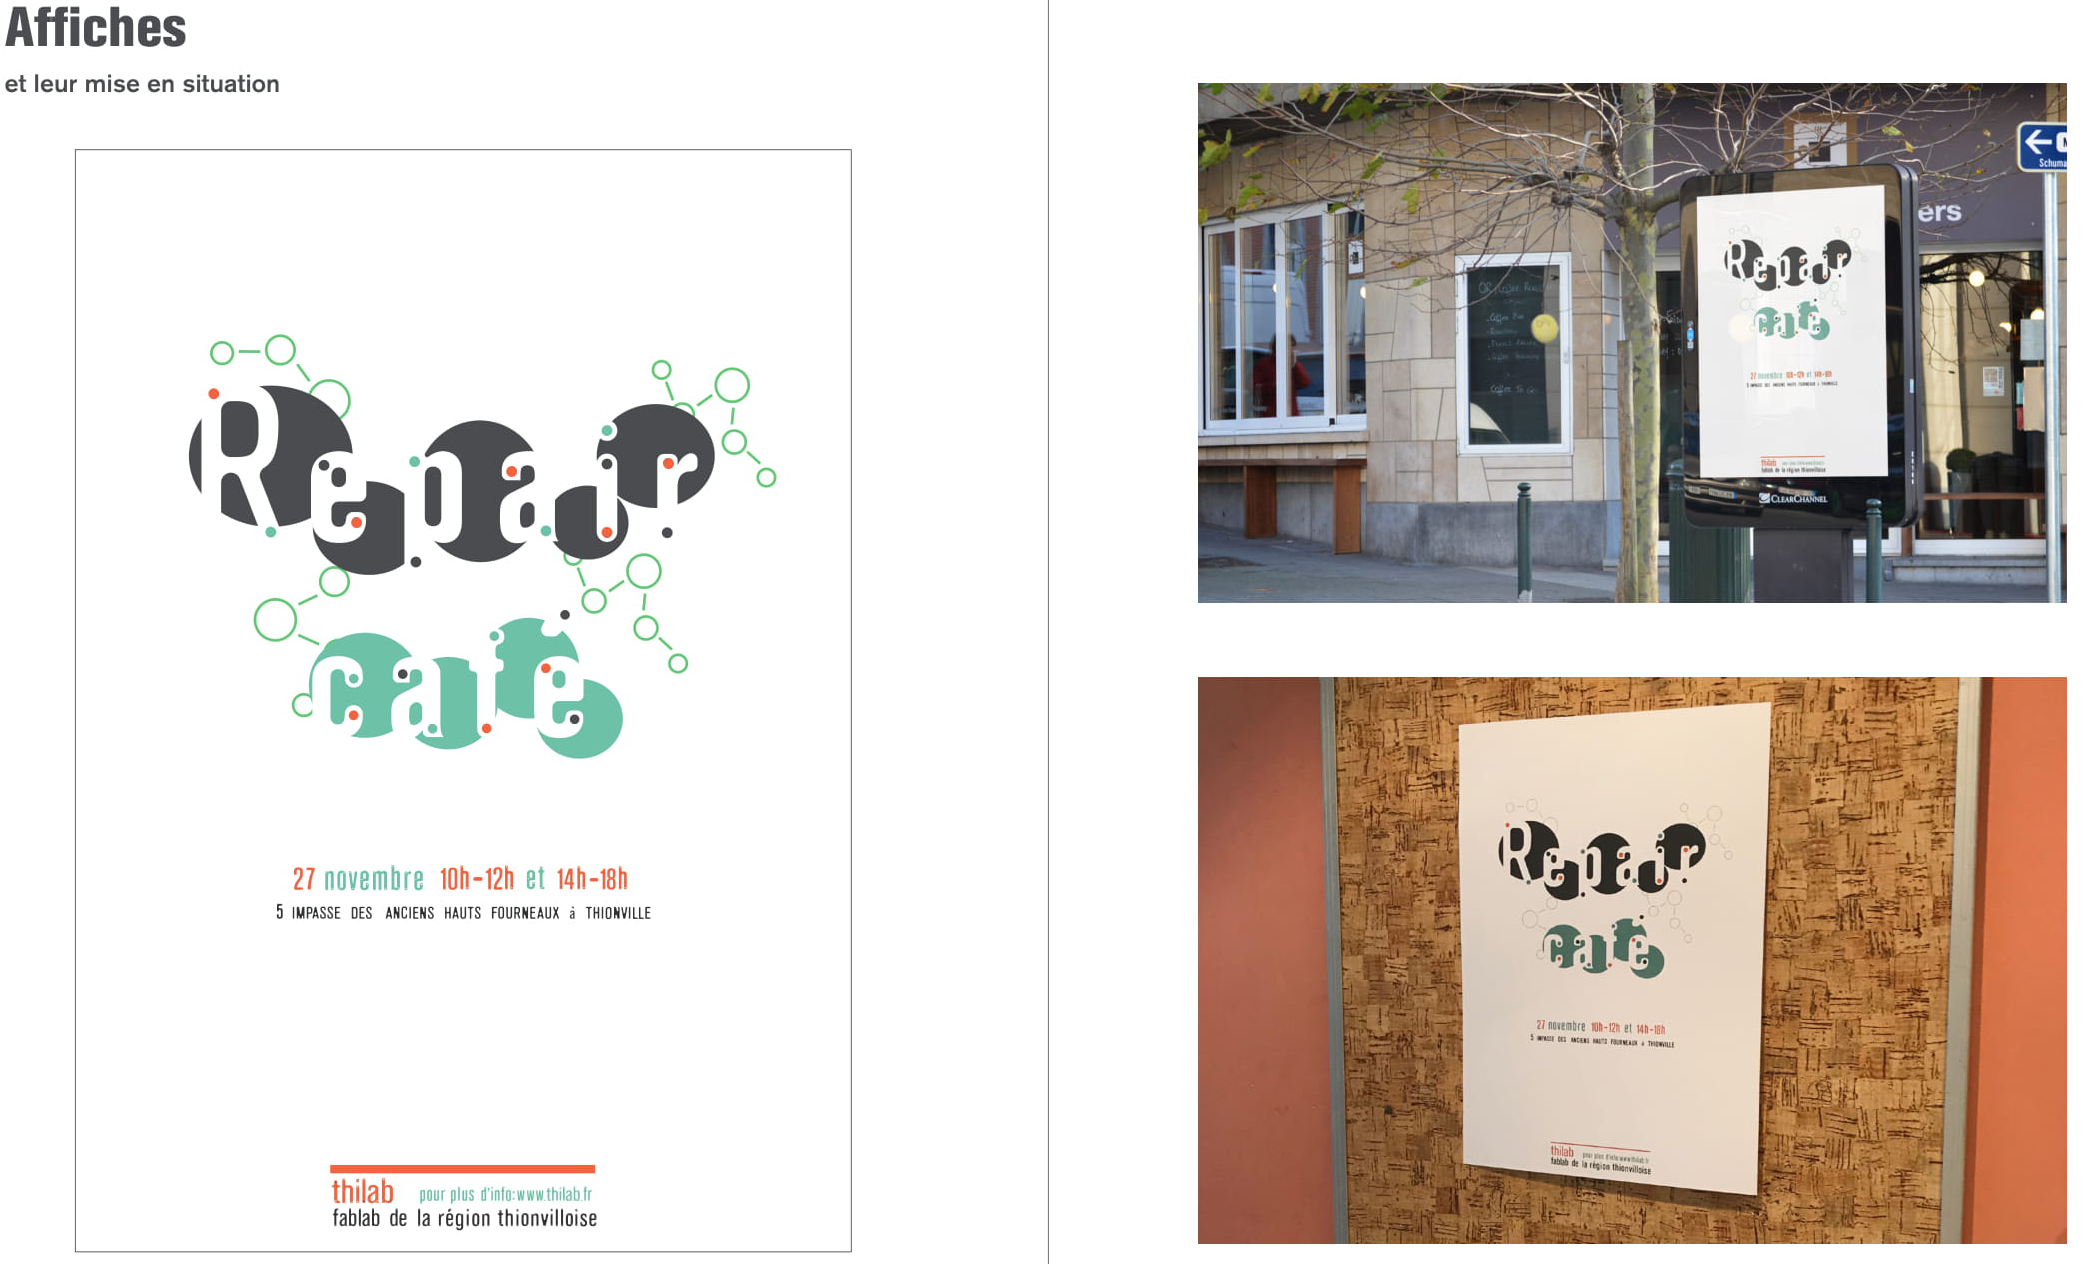 Affiches
et leur mise en situation
Repair
café
27 novembre 10h-12h et 14h-18h
5 IMPASSE DES ANCIENS HAUTS FOURNEAUX à THIONVILLE
thilab pour plus d'info:www.thilab.fr
fablab de la région thionvilloise
ers
Schuma
Repair
café
27 novembre 10h-12h et 14h-18h
5 IMPASSE DES ANCIENS HAUTS FOURNEAUX à THIONVILLE
thilab
fablab de la région thionvilloise
CLEARCHANNEL
Repair
café
27 novembre 10h-12h et 14h-18h
5 IMPASSE DES ANCIENS HAUTS FOURNEAUX à THIONVILLE
thilab pour plus d'info:www.thilab.fr
fablab de la région thionvilloise